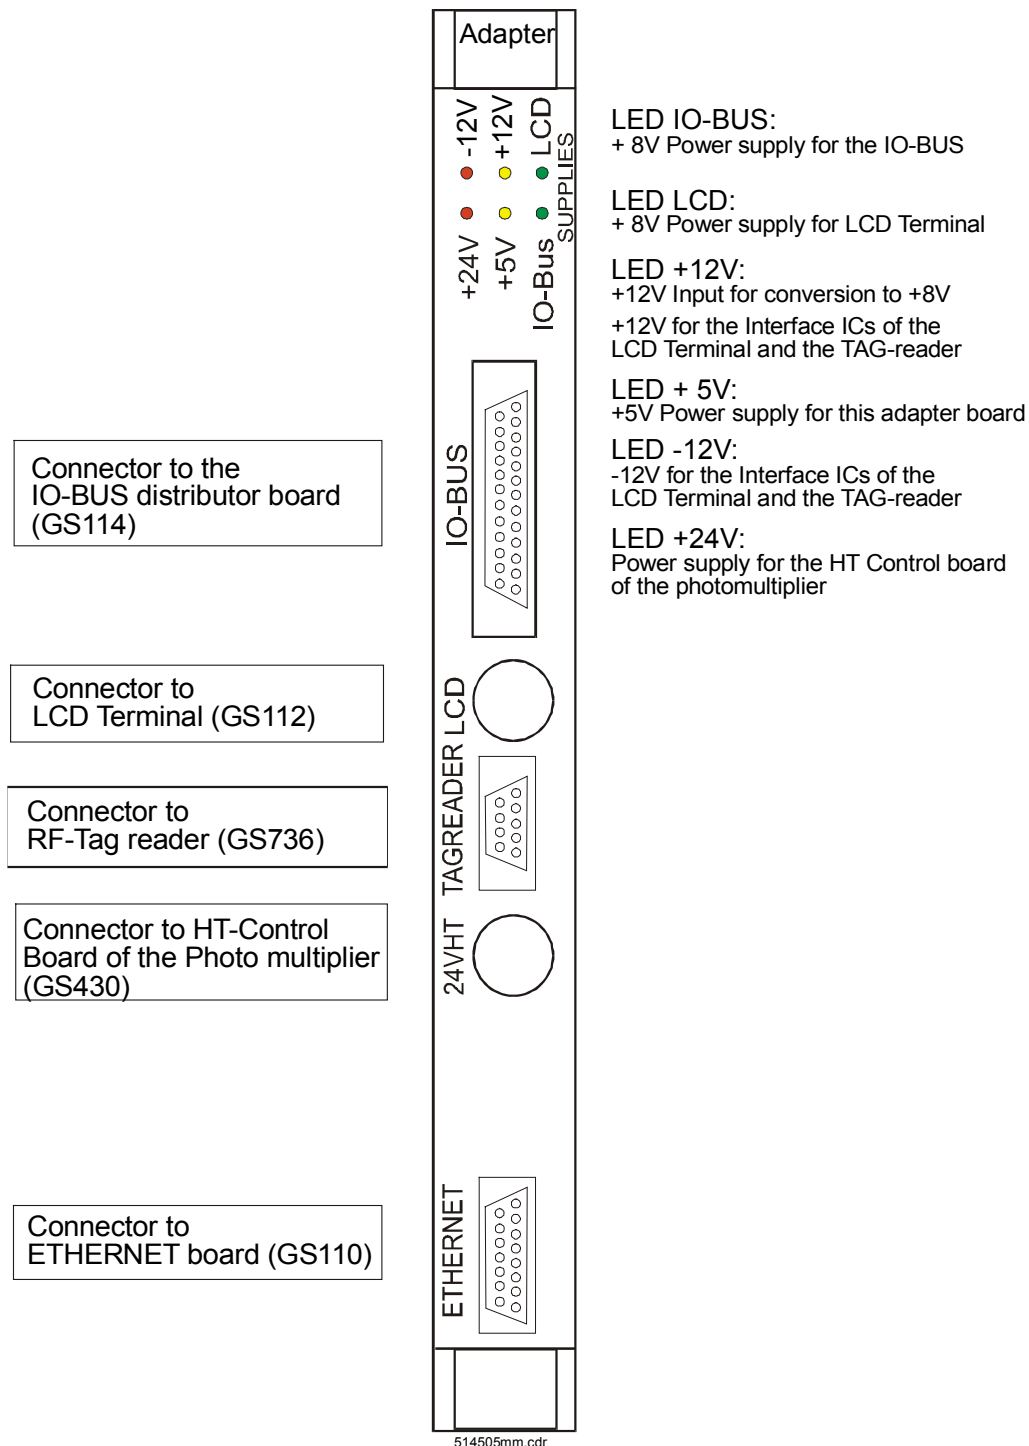 Adapter
-12V
+12V
LCD
SUPPLIES
+24V
+5V
IO-Bus
LED IO-BUS:
+ 8V Power supply for the IO-BUS
LED LCD:
+ 8V Power supply for LCD Terminal
LED +12V:
+12V Input for conversion to +8V
+12V for the Interface ICs of the
LCD Terminal and the TAG-reader
LED + 5V:
+5V Power supply for this adapter board
LED -12V:
-12V for the Interface ICs of the
LCD Terminal and the TAG-reader
LED +24V:
Power supply for the HT Control board
of the photomultiplier
Connector to the
IO-BUS distributor board
(GS114)
IO-BUS
Connector to
LCD Terminal (GS112)
LCD
Connector to
RF-Tag reader (GS736)
TAGREADER
Connector to HT-Control
Board of the Photo multiplier
(GS430)
24VHT
Connector to
ETHERNET board (GS110)
ETHERNET
514505mm.cdr